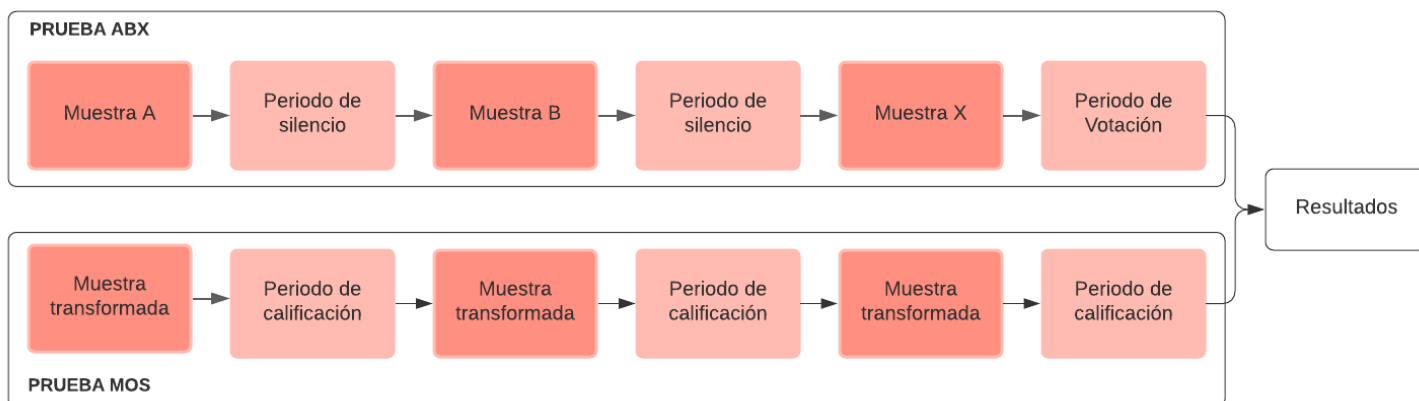 PRUEBA ABX
Muestra A
Periodo de
silencio
Muestra B
Periodo de
silencio
Muestra X
Periodo de
Votación
Resultados
Muestra
transformada
Periodo de
calificación
Muestra
transformada
Periodo de
calificación
Muestra
transformada
Periodo de
calificación
PRUEBA MOS